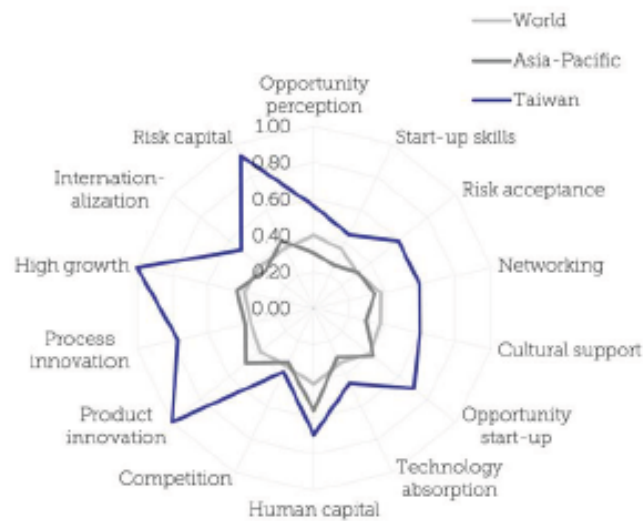 World
Asia-Pacific
Taiwan
Opportunity
perception
Risk capital
1.00
Start-up skills
0.80
Internation-
alization
0.60
Risk acceptance
0.40
High growth
0.20
Networking
0.00
Process
innovation
Cultural support
Product
innovation
Opportunity
start-up
Competition
Technology
absorption
Human capital